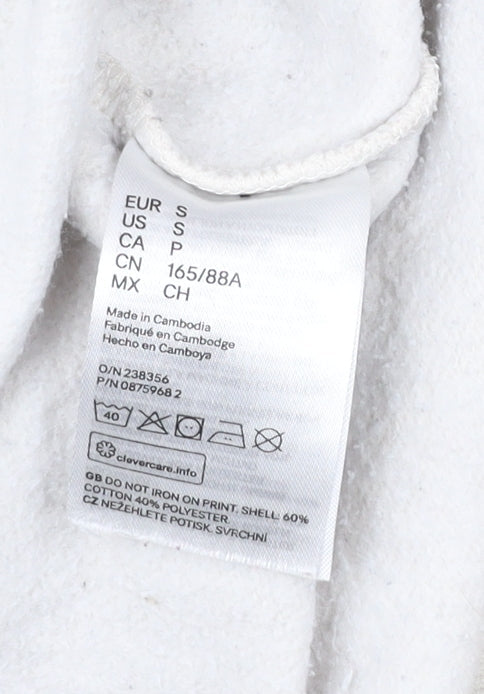 EUR S
US S
CA P
CN 165/88A
MX CH
Made in Cambodia
Fabriqué en Cambodge
Hecho en Camboya
O/N 238356
P/N 0875968 2
40
clevercare.info
GB DO NOT IRON ON PRINT. SHELL: 60%
COTTON 40% POLYESTER.
CZ NEŽEHLETE POTISK. SVRCHNÍ